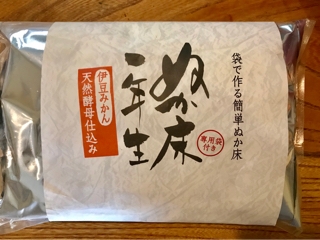 袋で作る簡単ぬか床
ぬか床
一年生
専用袋
付き
伊豆みかん
天然酵母仕込み